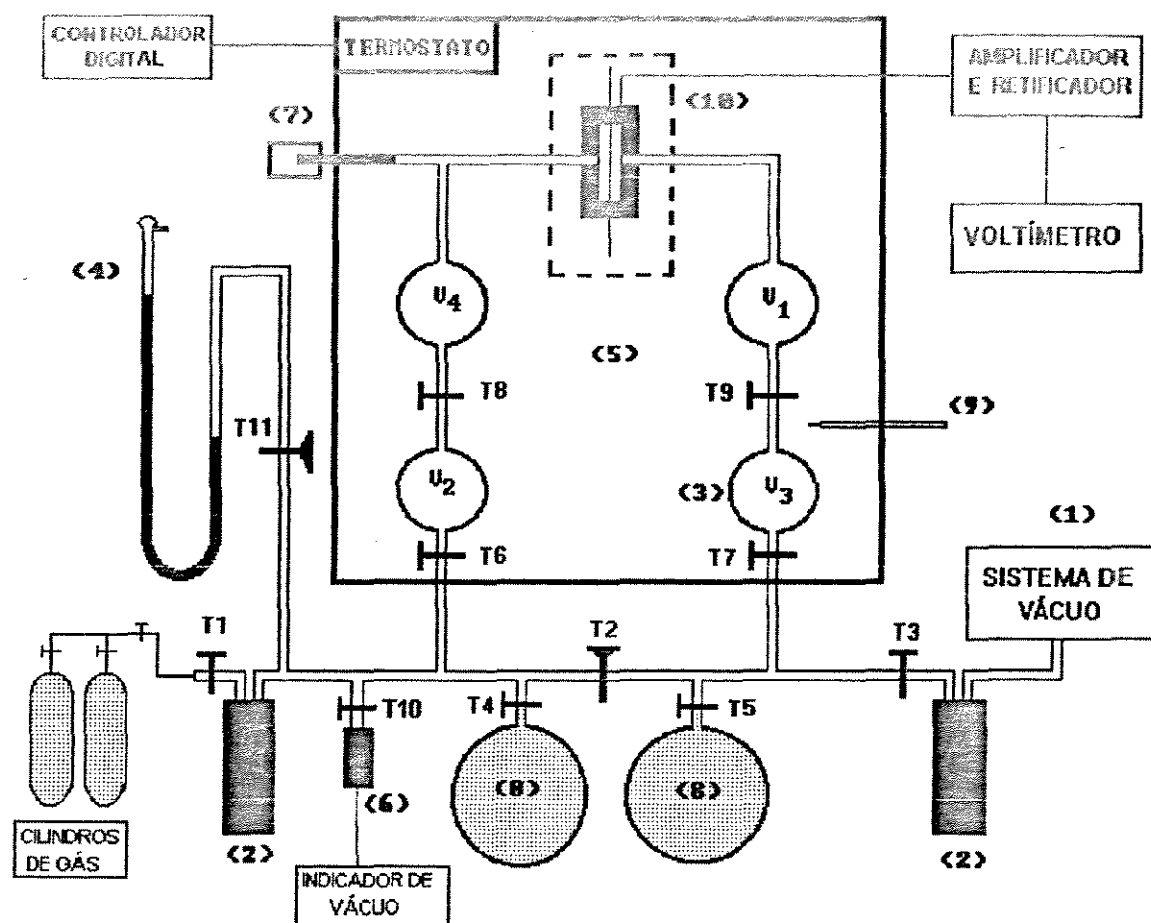 CONTROLADOR
DIGITAL
TERMOSTATO
AMPLIFICADOR
E RETIFICADOR
(10)
(7)
VOLTÍMETRO
(4)
V4
V1
(5)
T8
T9
(9)
T11
V2
(3)
V3
(1)
T6
T7
SISTEMA DE
VÁCUO
T1
T2
T3
T10
T4
T5
(8)
(8)
(6)
CILINDROS
DE GÁS
(2)
(2)
INDICADOR DE
VÁCUO